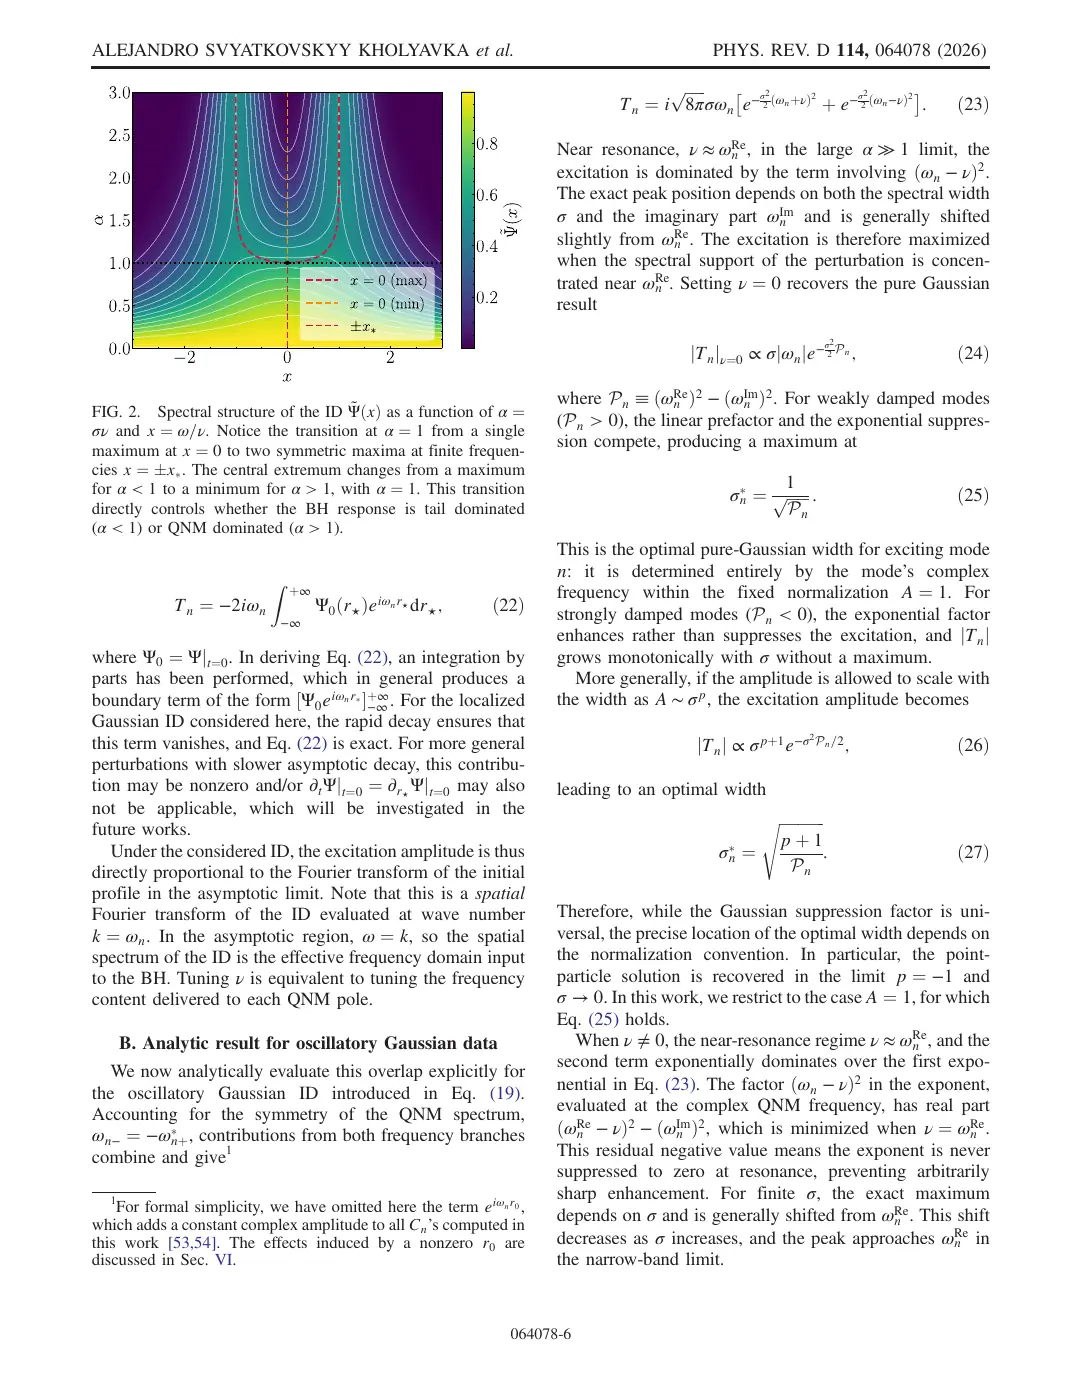 ALEJANDRO SVYATKOVSKYY KHOLYAVKA et al.
PHYS. REV. D 114, 064078 (2026)
3.0
2.5
2.0
1.5
1.0
0.5
0.0
α
−2
0
2
x
x = 0 (max)
x = 0 (min)
±x⁎
0.8
0.6
0.4
0.2
Ψ̃(x)
FIG. 2. Spectral structure of the ID Ψ̃(x) as a function of α =
σν and x = ω/ν. Notice the transition at α = 1 from a single
maximum at x = 0 to two symmetric maxima at finite frequen-
cies x = ±x⁎. The central extremum changes from a maximum
for α < 1 to a minimum for α > 1, with α = 1. This transition
directly controls whether the BH response is tail dominated
(α < 1) or QNM dominated (α > 1).
T_n = −2iω_n ∫_{−∞}^{+∞} Ψ_0(r_⋆)e^{iω_n r_⋆}dr_⋆, (22)
where Ψ_0 = Ψ|_{t=0}. In deriving Eq. (22), an integration by
parts has been performed, which in general produces a
boundary term of the form [Ψ_0 e^{iω_n r_*}]_{−∞}^{+∞}. For the localized
Gaussian ID considered here, the rapid decay ensures that
this term vanishes, and Eq. (22) is exact. For more general
perturbations with slower asymptotic decay, this contribu-
tion may be nonzero and/or ∂_tΨ|_{t=0} = ∂_{r_⋆}Ψ|_{t=0} may also
not be applicable, which will be investigated in the
future works.
Under the considered ID, the excitation amplitude is thus
directly proportional to the Fourier transform of the initial
profile in the asymptotic limit. Note that this is a spatial
Fourier transform of the ID evaluated at wave number
k = ω_n. In the asymptotic region, ω = k, so the spatial
spectrum of the ID is the effective frequency domain input
to the BH. Tuning ν is equivalent to tuning the frequency
content delivered to each QNM pole.
B. Analytic result for oscillatory Gaussian data
We now analytically evaluate this overlap explicitly for
the oscillatory Gaussian ID introduced in Eq. (19).
Accounting for the symmetry of the QNM spectrum,
ω_{n−} = −ω*_{n+}, contributions from both frequency branches
combine and give¹
¹For formal simplicity, we have omitted here the term e^{iω_n r_0},
which adds a constant complex amplitude to all C_n's computed in
this work [53,54]. The effects induced by a nonzero r_0 are
discussed in Sec. VI.
T_n = i√8π σω_n[e^{−σ²/2 (ω_n+ν)²} + e^{−σ²/2 (ω_n−ν)²}]. (23)
Near resonance, ν ≈ ω_n^{Re}, in the large α ≫ 1 limit, the
excitation is dominated by the term involving (ω_n − ν)².
The exact peak position depends on both the spectral width
σ and the imaginary part ω_n^{Im} and is generally shifted
slightly from ω_n^{Re}. The excitation is therefore maximized
when the spectral support of the perturbation is concen-
trated near ω_n^{Re}. Setting ν = 0 recovers the pure Gaussian
result
|T_n|_{ν=0} ∝ σ|ω_n|e^{−σ²/2 𝒫_n}, (24)
where 𝒫_n ≡ (ω_n^{Re})² − (ω_n^{Im})². For weakly damped modes
(𝒫_n > 0), the linear prefactor and the exponential suppres-
sion compete, producing a maximum at
σ_n^* = 1/√𝒫_n. (25)
This is the optimal pure-Gaussian width for exciting mode
n: it is determined entirely by the mode's complex
frequency within the fixed normalization A = 1. For
strongly damped modes (𝒫_n < 0), the exponential factor
enhances rather than suppresses the excitation, and |T_n|
grows monotonically with σ without a maximum.
More generally, if the amplitude is allowed to scale with
the width as A ∼ σ^p, the excitation amplitude becomes
|T_n| ∝ σ^{p+1}e^{−σ²𝒫_n/2}, (26)
leading to an optimal width
σ_n^* = √((p + 1)/𝒫_n). (27)
Therefore, while the Gaussian suppression factor is uni-
versal, the precise location of the optimal width depends on
the normalization convention. In particular, the point-
particle solution is recovered in the limit p = −1 and
σ → 0. In this work, we restrict to the case A = 1, for which
Eq. (25) holds.
When ν ≠ 0, the near-resonance regime ν ≈ ω_n^{Re}, and the
second term exponentially dominates over the first expo-
nential in Eq. (23). The factor (ω_n − ν)² in the exponent,
evaluated at the complex QNM frequency, has real part
(ω_n^{Re} − ν)² − (ω_n^{Im})², which is minimized when ν = ω_n^{Re}.
This residual negative value means the exponent is never
suppressed to zero at resonance, preventing arbitrarily
sharp enhancement. For finite σ, the exact maximum
depends on σ and is generally shifted from ω_n^{Re}. This shift
decreases as σ increases, and the peak approaches ω_n^{Re} in
the narrow-band limit.
064078-6